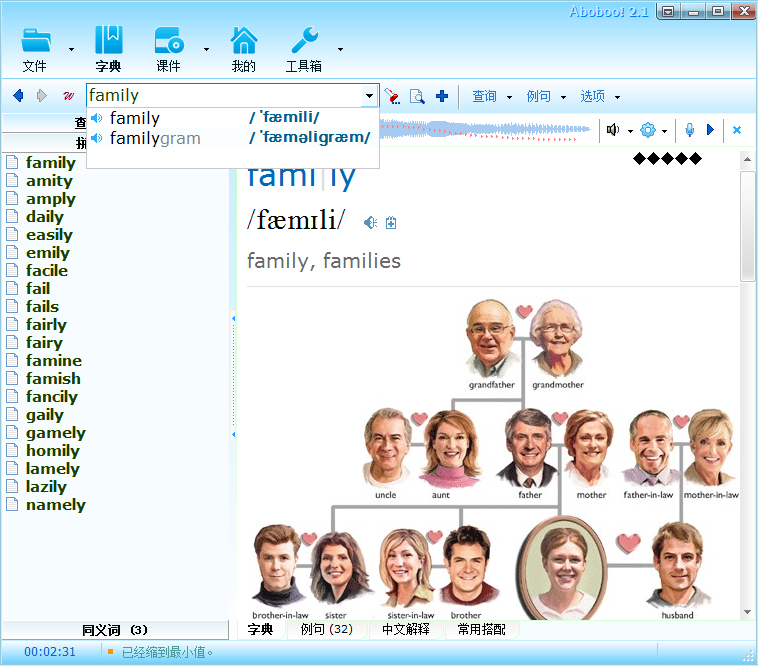 Aboboo! 2.1
文件 字典 课件 我的 工具箱
w family 查询 例句 选项
family /ˈfæmili/
familygram /ˈfæməligræm/
family
amity
amply
daily
easily
emily
facile
fail
fails
fairly
fairy
famine
famish
fancily
gaily
gamely
homily
lamely
lazily
namely
同义词 (3)
◆◆◆◆◆
fami|ly
/fæmɪli/
family, families
grandfather grandmother
uncle aunt father mother father-in-law mother-in-law
brother-in-law sister sister-in-law brother husband
字典 例句 (32) 中文解释 常用搭配
00:02:31 已经缩到最小值。